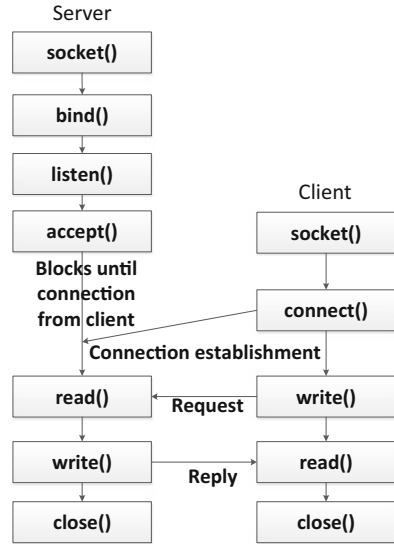 Server
socket()
bind()
listen()
accept()
Blocks until
connection
from client
Client
socket()
connect()
Connection establishment
read()
Request
write()
write()
Reply
read()
close()
close()